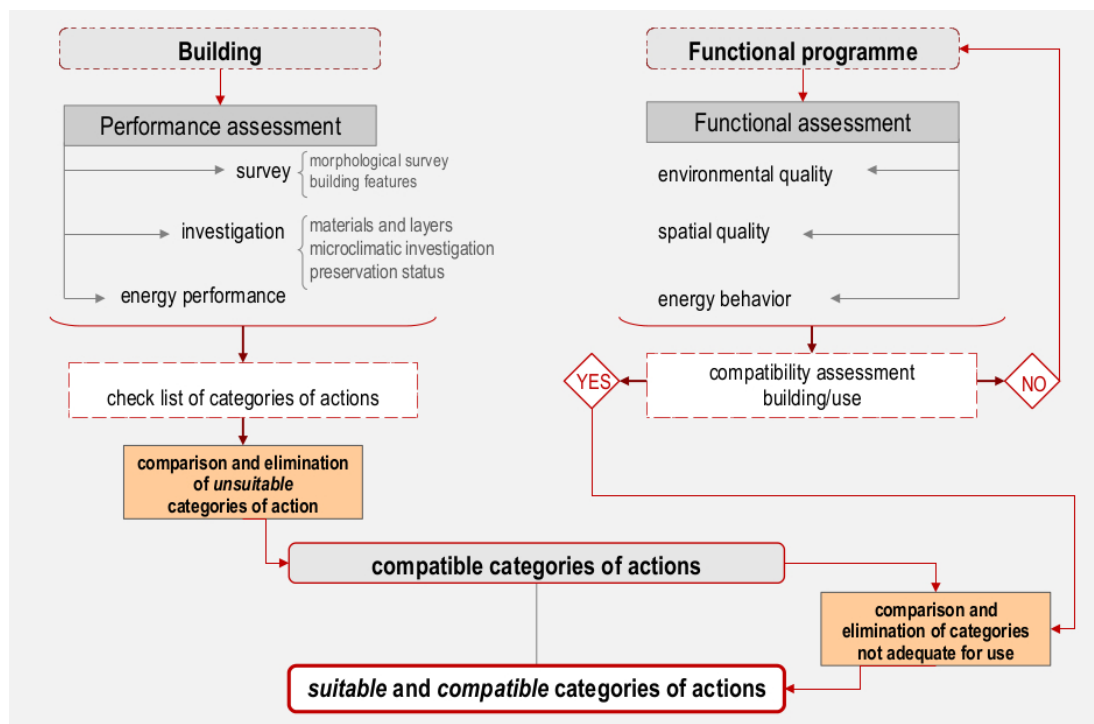 Building
Performance assessment
survey
morphological survey
building features
investigation
materials and layers
microclimatic investigation
preservation status
energy performance
check list of categories of actions
comparison and elimination
of unsuitable
categories of action
Functional programme
Functional assessment
environmental quality
spatial quality
energy behavior
YES
compatibility assessment
building/use
NO
compatible categories of actions
comparison and
elimination of categories
not adequate for use
suitable and compatible categories of actions